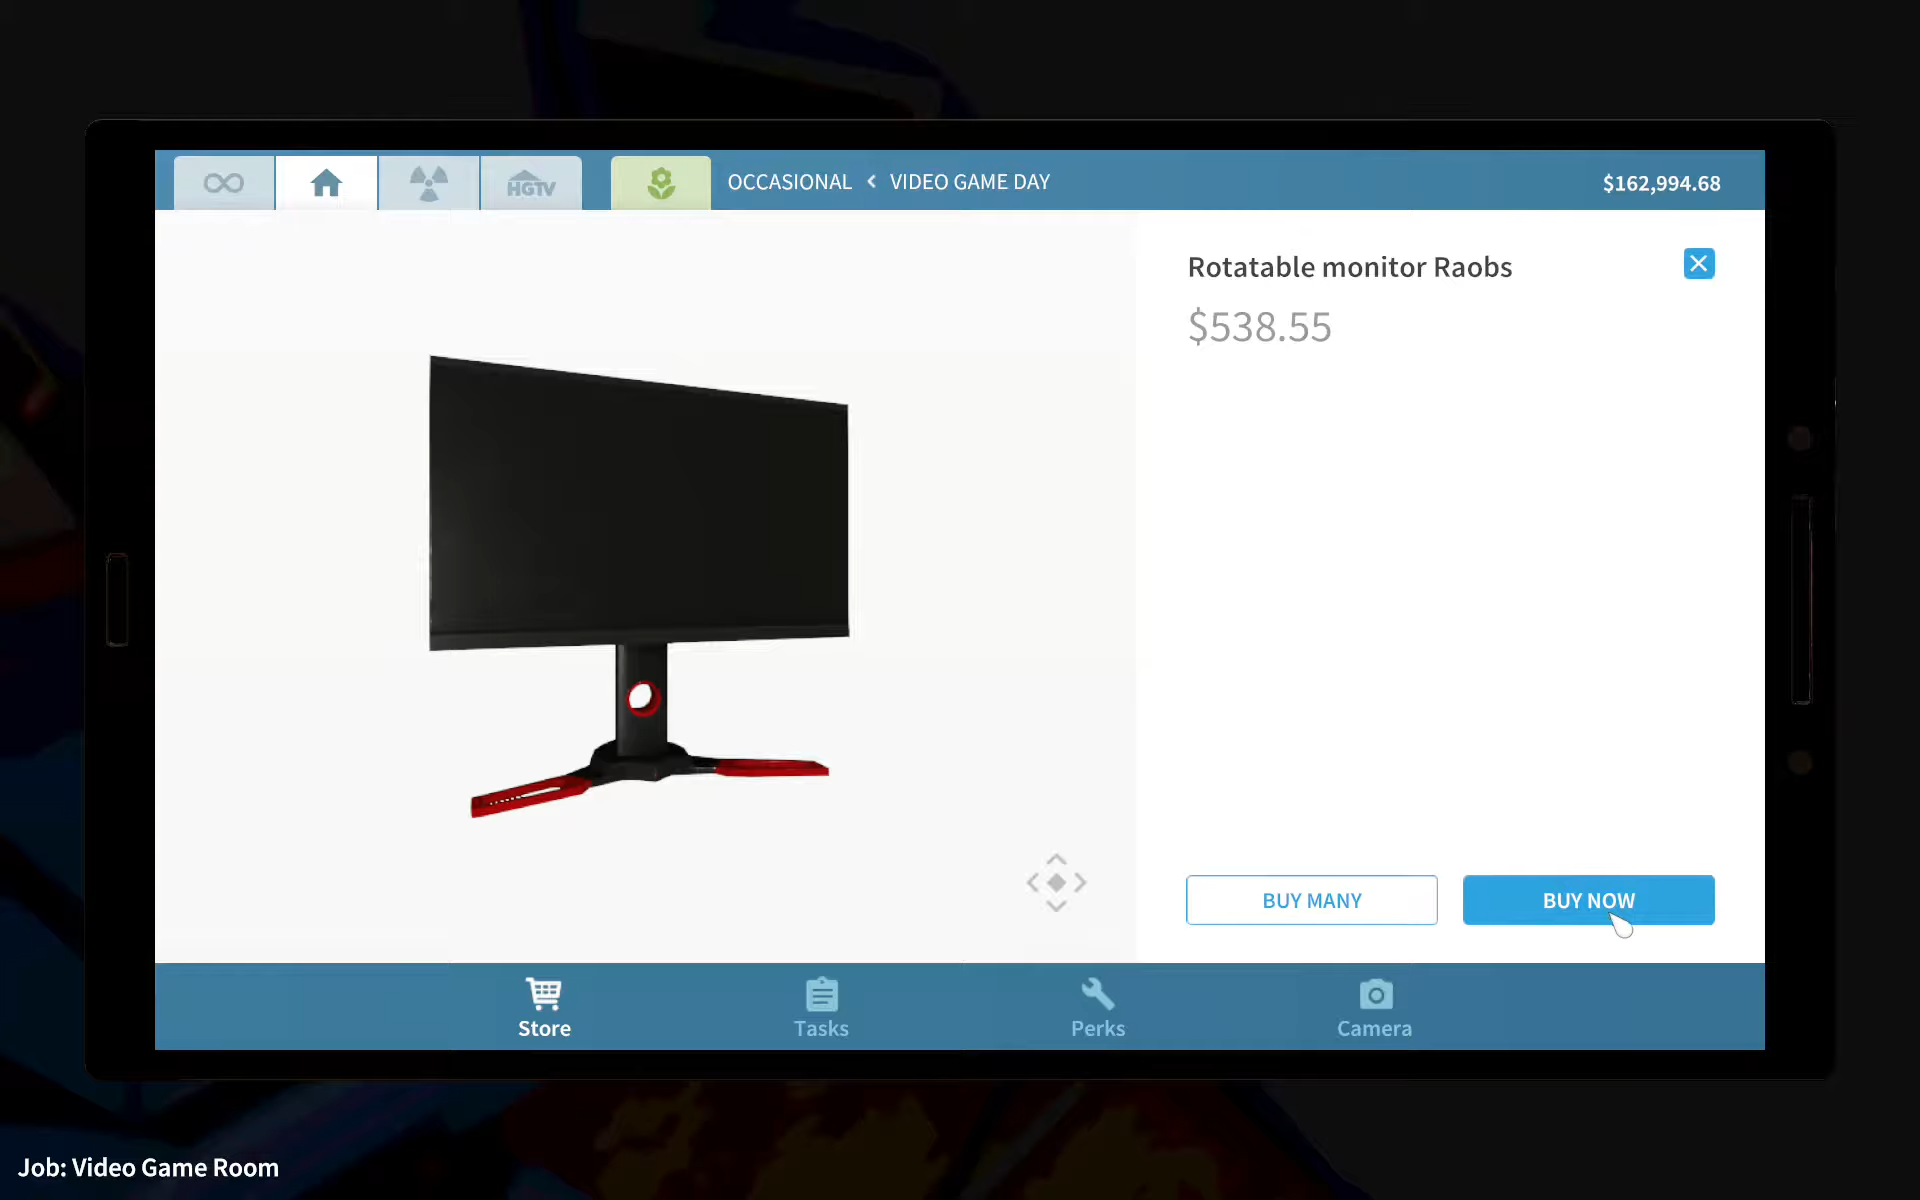 HGTV
OCCASIONAL < VIDEO GAME DAY
$162,994.68
Rotatable monitor Raobs
$538.55
BUY MANY
BUY NOW
Store
Tasks
Perks
Camera
Job: Video Game Room